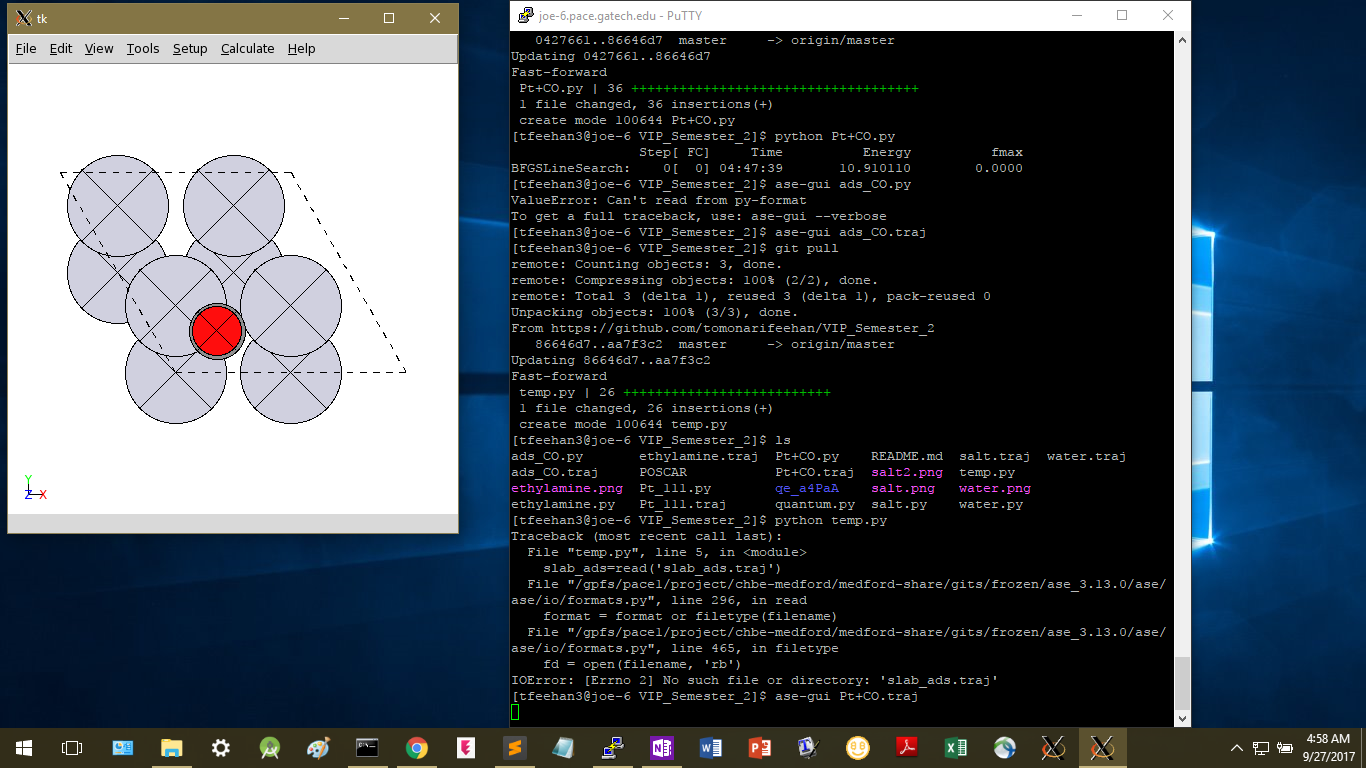 tk
File Edit View Tools Setup Calculate Help
Y
Z X
joe-6.pace.gatech.edu - PuTTY
   0427661..86646d7  master     -> origin/master
Updating 0427661..86646d7
Fast-forward
 Pt+CO.py | 36 ++++++++++++++++++++++++++++++++++++
 1 file changed, 36 insertions(+)
 create mode 100644 Pt+CO.py
[tfeehan3@joe-6 VIP_Semester_2]$ python Pt+CO.py
                Step[ FC]     Time          Energy          fmax
BFGSLineSearch:    0[  0] 04:47:39       10.910110        0.0000
[tfeehan3@joe-6 VIP_Semester_2]$ ase-gui ads_CO.py
ValueError: Can't read from py-format
To get a full traceback, use: ase-gui --verbose
[tfeehan3@joe-6 VIP_Semester_2]$ ase-gui ads_CO.traj
[tfeehan3@joe-6 VIP_Semester_2]$ git pull
remote: Counting objects: 3, done.
remote: Compressing objects: 100% (2/2), done.
remote: Total 3 (delta 1), reused 3 (delta 1), pack-reused 0
Unpacking objects: 100% (3/3), done.
From https://github.com/tomonarifeehan/VIP_Semester_2
   86646d7..aa7f3c2  master     -> origin/master
Updating 86646d7..aa7f3c2
Fast-forward
 temp.py | 26 ++++++++++++++++++++++++++
 1 file changed, 26 insertions(+)
 create mode 100644 temp.py
[tfeehan3@joe-6 VIP_Semester_2]$ ls
ads_CO.py       ethylamine.traj  Pt+CO.py    README.md  salt.traj  water.traj
ads_CO.traj     POSCAR           Pt+CO.traj  salt2.png  temp.py
ethylamine.png  Pt_111.py        qe_a4PaA    salt.png   water.png
ethylamine.py   Pt_111.traj      quantum.py  salt.py    water.py
[tfeehan3@joe-6 VIP_Semester_2]$ python temp.py
Traceback (most recent call last):
  File "temp.py", line 5, in <module>
    slab_ads=read('slab_ads.traj')
  File "/gpfs/pace1/project/chbe-medford/medford-share/gits/frozen/ase_3.13.0/ase/
ase/io/formats.py", line 296, in read
    format = format or filetype(filename)
  File "/gpfs/pace1/project/chbe-medford/medford-share/gits/frozen/ase_3.13.0/ase/
ase/io/formats.py", line 465, in filetype
    fd = open(filename, 'rb')
IOError: [Errno 2] No such file or directory: 'slab_ads.traj'
[tfeehan3@joe-6 VIP_Semester_2]$ ase-gui Pt+CO.traj
4:58 AM
9/27/2017